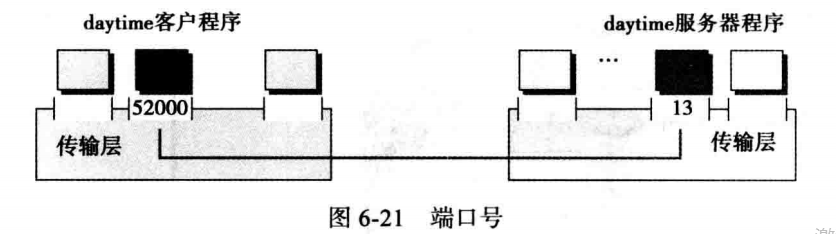 daytime客户程序
daytime服务器程序
...
52000
13
传输层
传输层
图 6-21 端口号